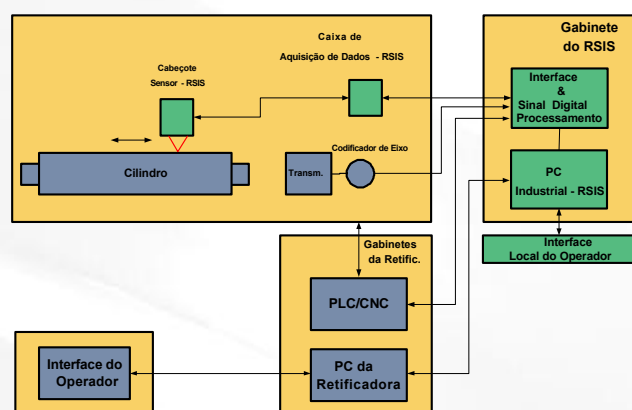 Caixa de
Aquisição de Dados - RSIS
Cabeçote
Sensor - RSIS
Cilindro
Codificador de Eixo
Transm.
Gabinete
do RSIS
Interface
&
Sinal Digital
Processamento
PC
Industrial - RSIS
Interface
Local do Operador
Gabinetes
da Retific.
PLC/CNC
PC da
Retificadora
Interface do
Operador